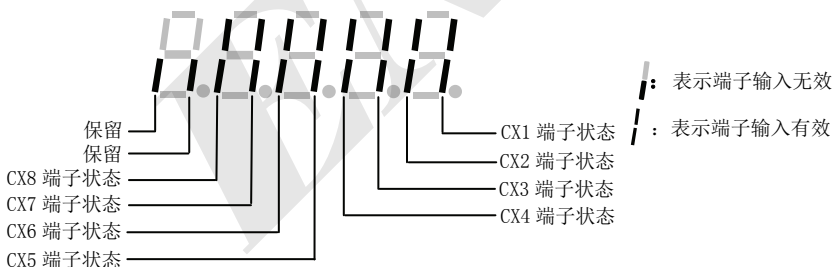 ：表示端子输入无效
：表示端子输入有效
保留
保留
CX8 端子状态
CX7 端子状态
CX6 端子状态
CX5 端子状态
CX1 端子状态
CX2 端子状态
CX3 端子状态
CX4 端子状态